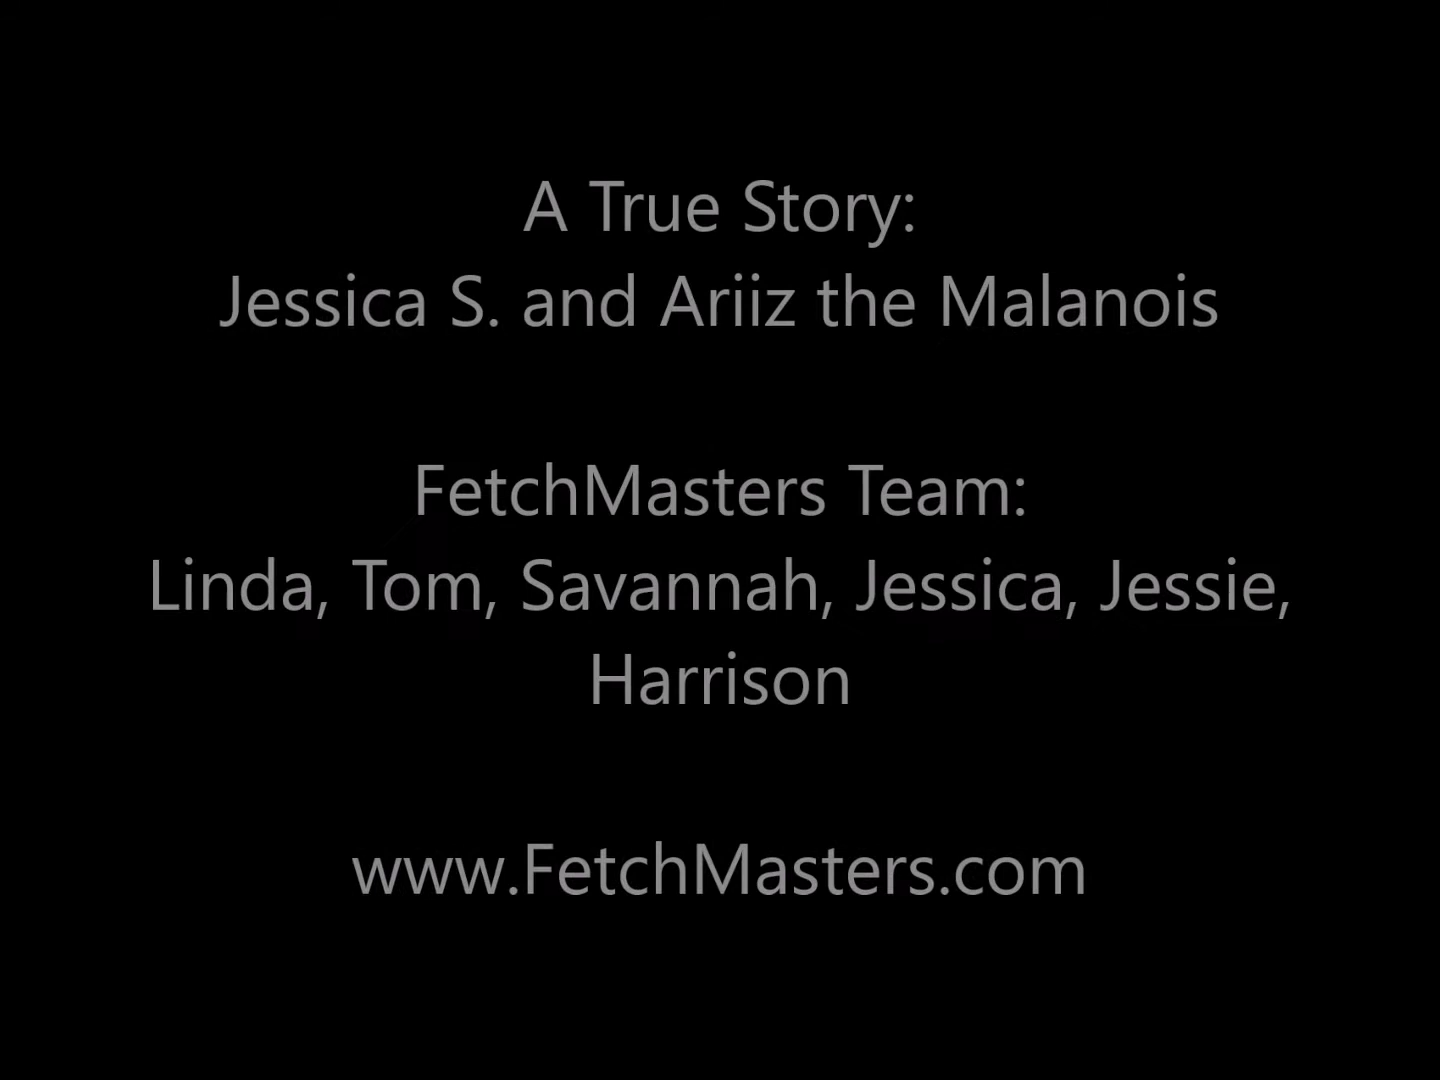 A True Story:
Jessica S. and Ariiz the Malanois
FetchMasters Team:
Linda, Tom, Savannah, Jessica, Jessie,
Harrison
www.FetchMasters.com